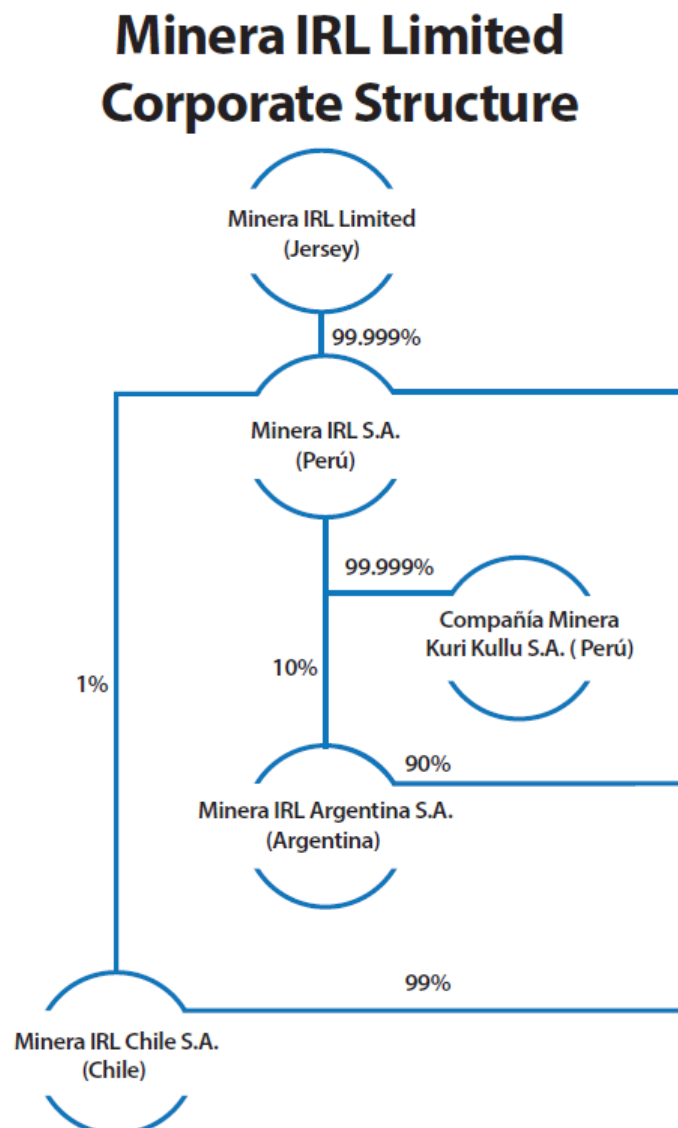 Minera IRL Limited
Corporate Structure
Minera IRL Limited
(Jersey)
99.999%
Minera IRL S.A.
(Perú)
99.999%
Compañía Minera
Kuri Kullu S.A. ( Perú)
10%
1%
90%
Minera IRL Argentina S.A.
(Argentina)
99%
Minera IRL Chile S.A.
(Chile)